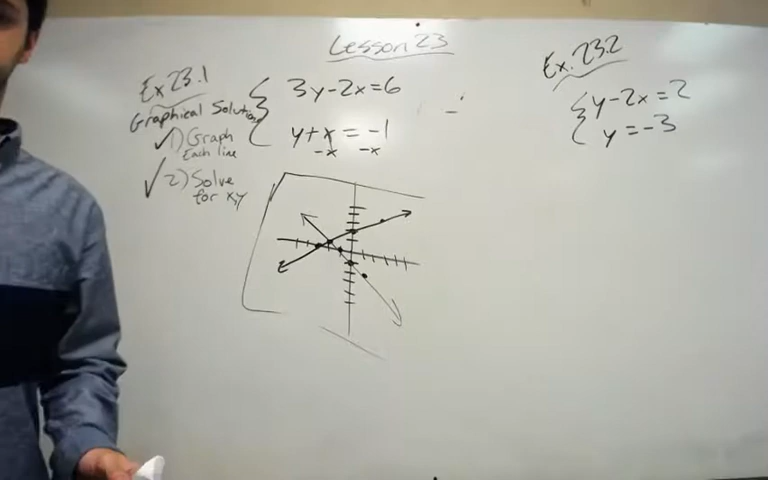 Lesson 23
Ex 23.1
Graphical Solution
✓1) Graph
Each line
✓2) Solve
for x,y
3y-2x=6
y+x=-1
-x -x
Ex. 23.2
y-2x=2
y=-3